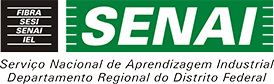 FIBRA
SESI
SENAI
IEL
SENAI
Serviço Nacional de Aprendizagem Industrial
Departamento Regional do Distrito Federal